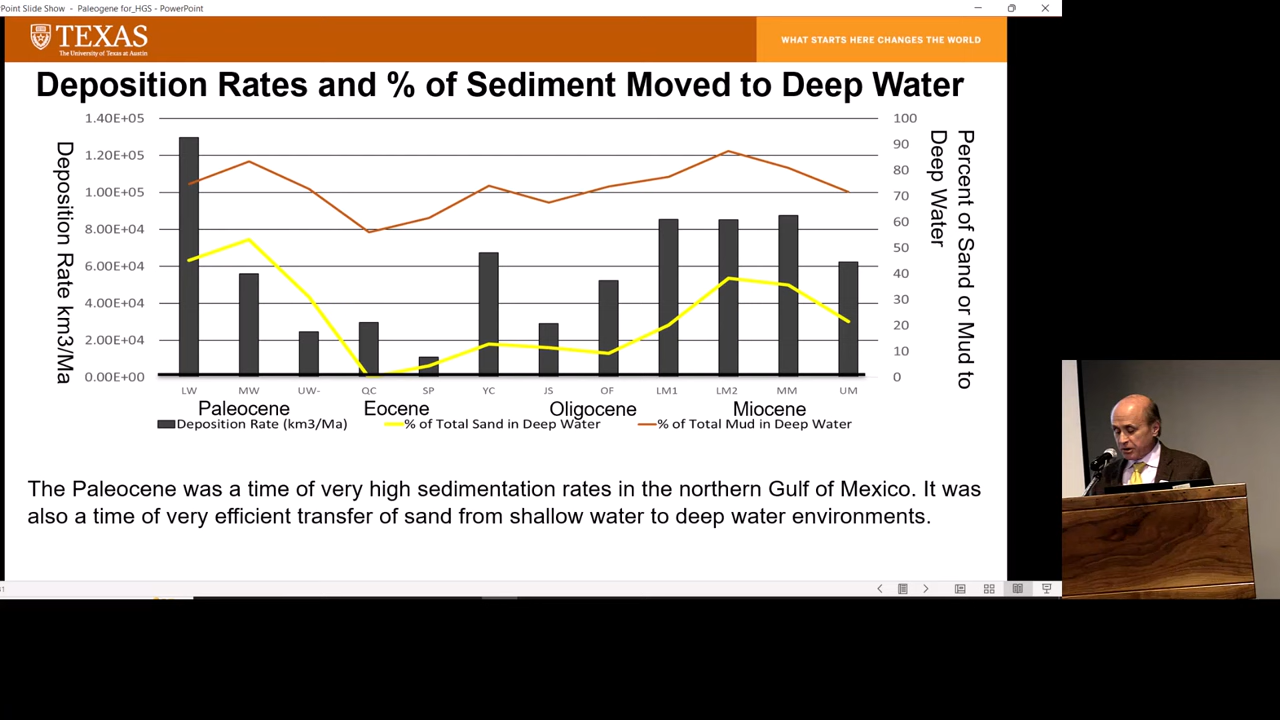 Point Slide Show - Paleogene for_HGS - PowerPoint
TEXAS
The University of Texas at Austin
WHAT STARTS HERE CHANGES THE WORLD
Deposition Rates and % of Sediment Moved to Deep Water
Deposition Rate km3/Ma
1.40E+05
1.20E+05
1.00E+05
8.00E+04
6.00E+04
4.00E+04
2.00E+04
0.00E+00
100
90
80
70
60
50
40
30
20
10
0
Percent of Sand or Mud to
Deep Water
LW MW UW- QC SP YC JS OF LM1 LM2 MM UM
Paleocene Eocene Oligocene Miocene
Deposition Rate (km3/Ma) % of Total Sand in Deep Water % of Total Mud in Deep Water
The Paleocene was a time of very high sedimentation rates in the northern Gulf of Mexico. It was
also a time of very efficient transfer of sand from shallow water to deep water environments.